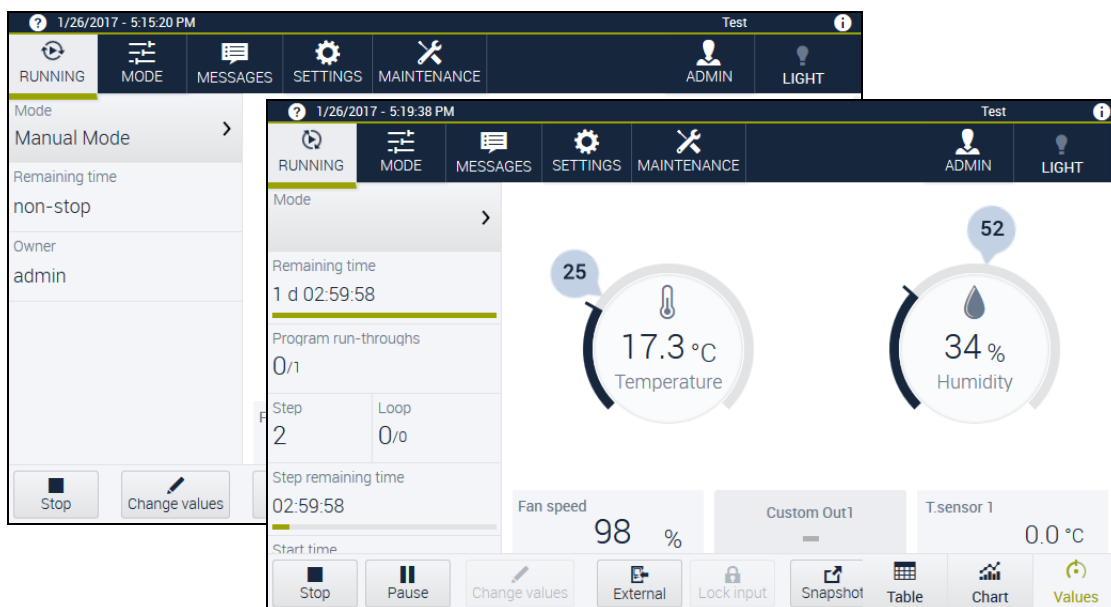 ? 1/26/2017 - 5:15:20 PM Test i
RUNNING MODE MESSAGES SETTINGS MAINTENANCE ADMIN LIGHT
Mode
Manual Mode
Remaining time
non-stop
Owner
admin
Stop Change values
? 1/26/2017 - 5:19:38 PM Test i
RUNNING MODE MESSAGES SETTINGS MAINTENANCE ADMIN LIGHT
Mode
Remaining time
1 d 02:59:58
Program run-throughs
0/1
Step Loop
2 0/0
Step remaining time
02:59:58
Start time
25
17.3 °C
Temperature
52
34 %
Humidity
Fan speed
98 %
Custom Out1
–
T.sensor 1
0.0 °C
Stop Pause Change values External Lock input Snapshot Table Chart Values